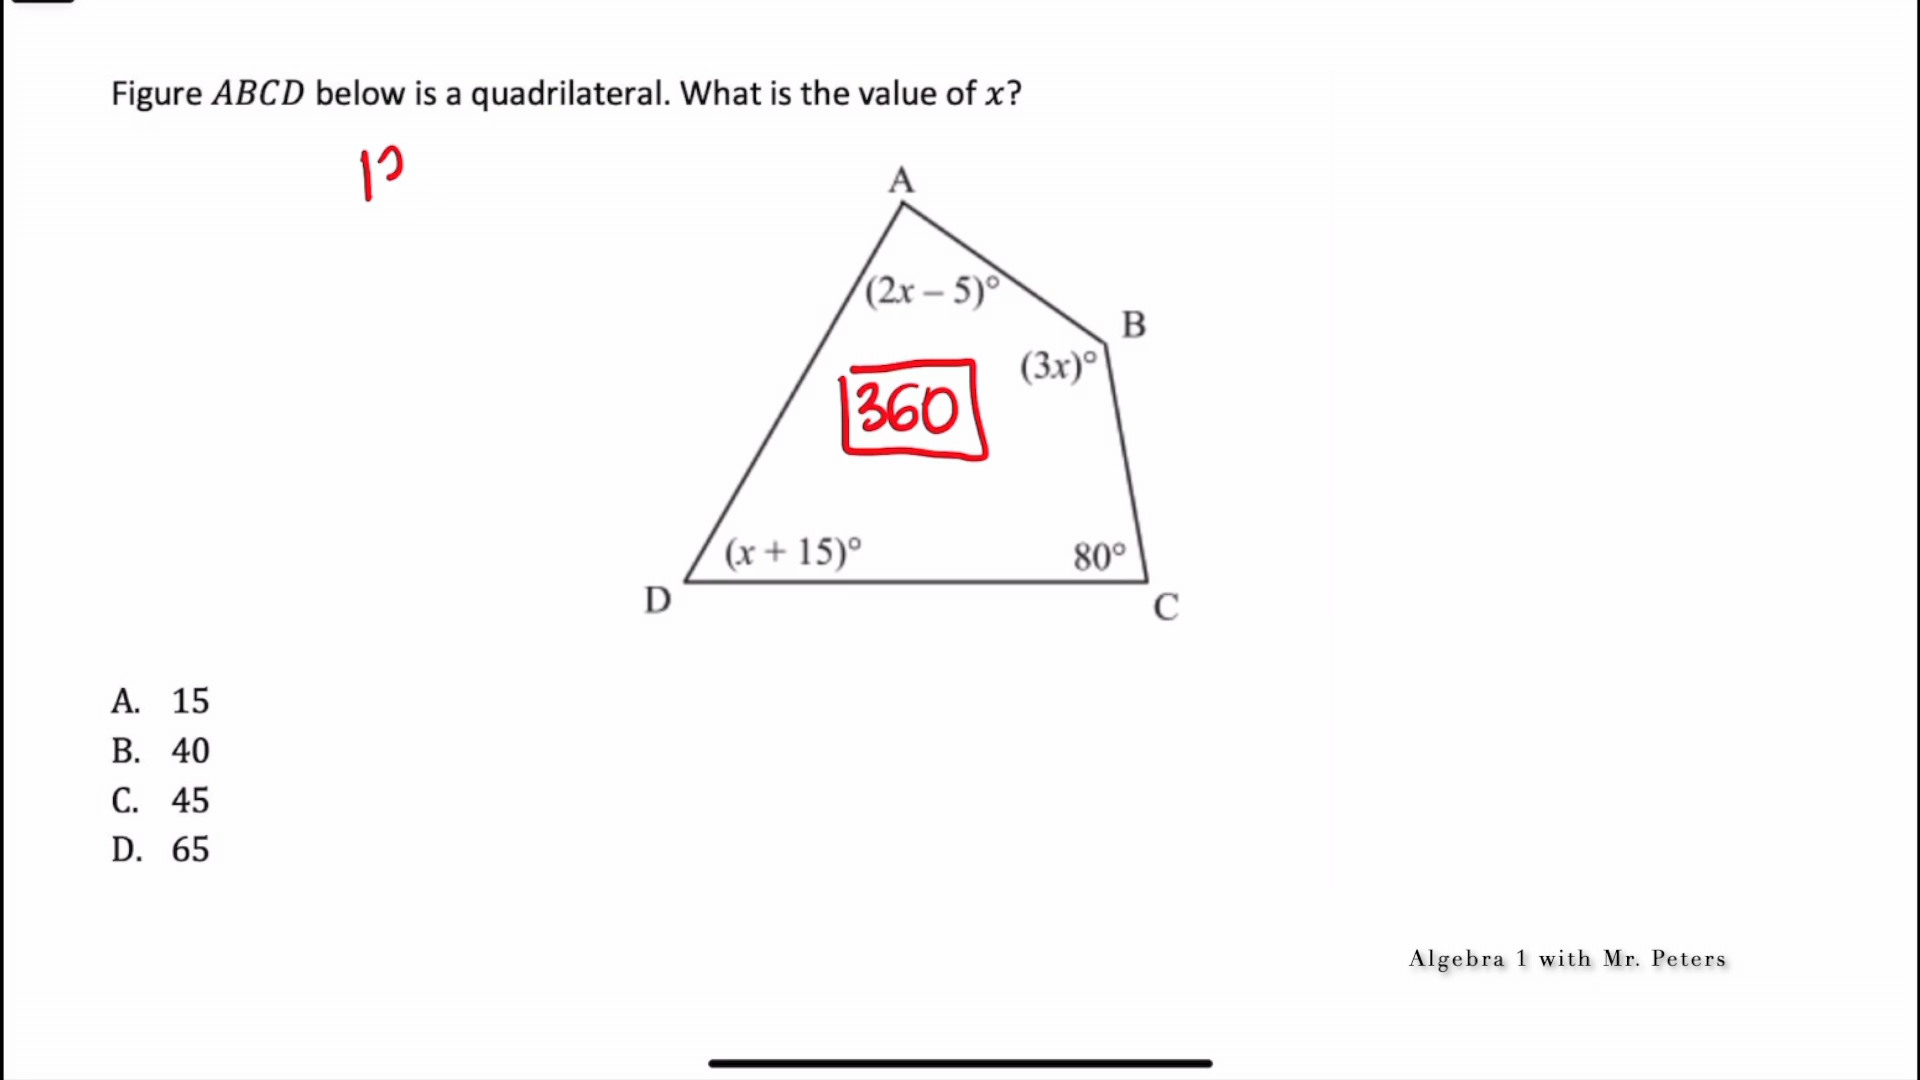 Figure ABCD below is a quadrilateral. What is the value of x?
A
(2x – 5)°
B
(3x)°
360
(x + 15)°
80°
D
C
A. 15
B. 40
C. 45
D. 65
Algebra 1 with Mr. Peters